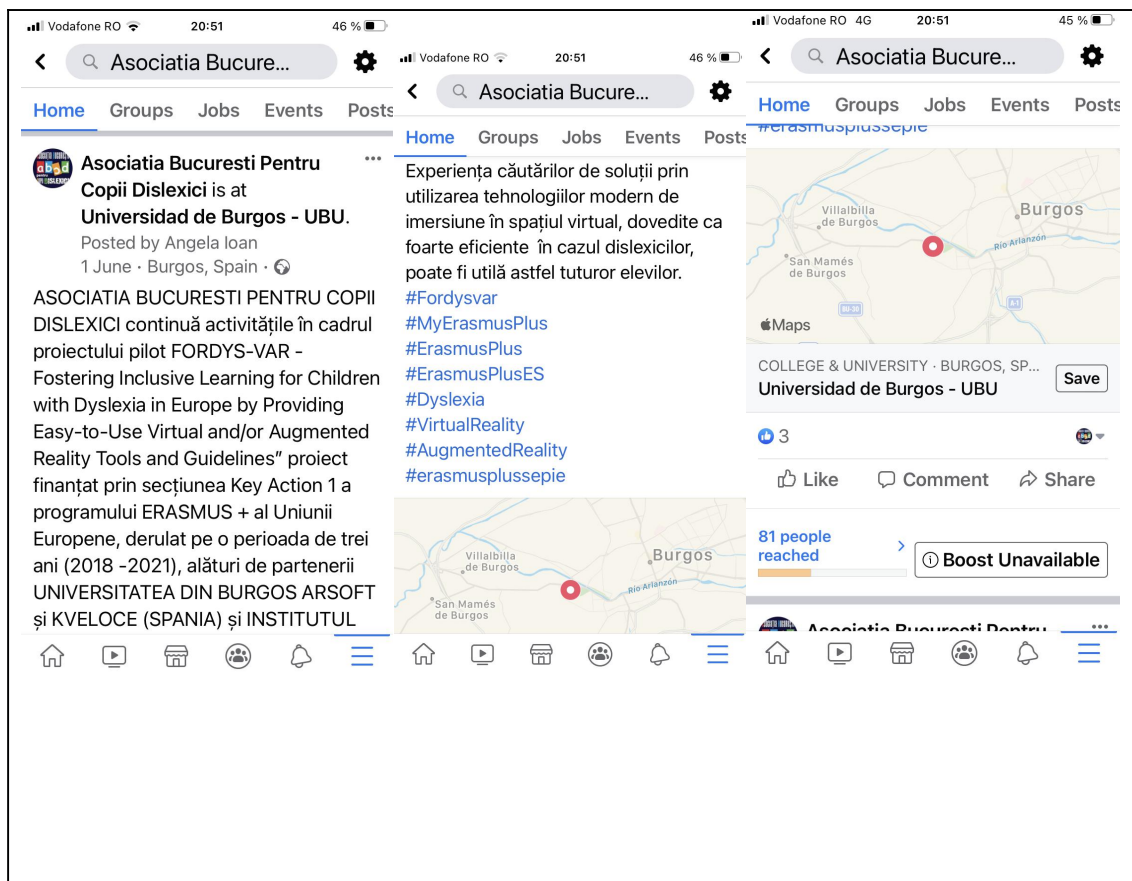 Vodafone RO 20:51 46 %
Asociatia Bucure...
Home Groups Jobs Events Posts
Asociatia Bucuresti Pentru
Copii Dislexici is at
Universidad de Burgos - UBU.
Posted by Angela Ioan
1 June · Burgos, Spain ·
ASOCIATIA BUCURESTI PENTRU COPII
DISLEXICI continuă activitățile în cadrul
proiectului pilot FORDYS-VAR -
Fostering Inclusive Learning for Children
with Dyslexia in Europe by Providing
Easy-to-Use Virtual and/or Augmented
Reality Tools and Guidelines” proiect
finanțat prin secțiunea Key Action 1 a
programului ERASMUS + al Uniunii
Europene, derulat pe o perioada de trei
ani (2018 -2021), alături de partenerii
UNIVERSITATEA DIN BURGOS ARSOFT
și KVELOCE (SPANIA) și INSTITUTUL
Vodafone RO 20:51 46 %
Asociatia Bucure...
Home Groups Jobs Events Posts
Experiența căutărilor de soluții prin
utilizarea tehnologiilor modern de
imersiune în spațiul virtual, dovedite ca
foarte eficiente în cazul dislexicilor,
poate fi utilă astfel tuturor elevilor.
#Fordysvar
#MyErasmusPlus
#ErasmusPlus
#ErasmusPlusES
#Dyslexia
#VirtualReality
#AugmentedReality
#erasmusplussepie
Villalbilla
de Burgos
Burgos
Río Arlanzón
San Mamés
de Burgos
Vodafone RO 4G 20:51 45 %
Asociatia Bucure...
Home Groups Jobs Events Posts
#erasmusplussepie
Villalbilla
de Burgos
Burgos
Río Arlanzón
San Mamés
de Burgos
BU-30
A-1
Maps
COLLEGE & UNIVERSITY · BURGOS, SP...
Universidad de Burgos - UBU
Save
3
Like Comment Share
81 people
reached
Boost Unavailable
Asociatia Bucuresti Pentru